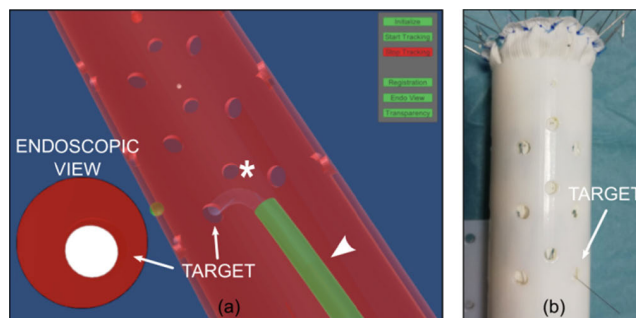 Initialize
Start Tracking
Stop Tracking
Registration
Endo View
Transparency
ENDOSCOPIC
VIEW
*
TARGET
(a)
TARGET
(b)